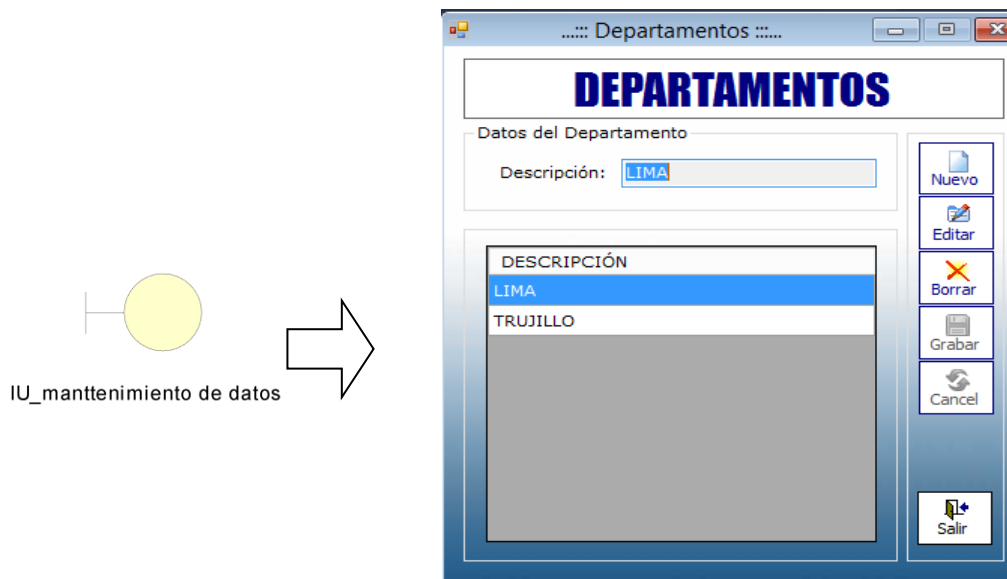 ...::: Departamentos :::...
DEPARTAMENTOS
Datos del Departamento
Descripción: LIMA
Nuevo
Editar
Borrar
Grabar
Cancel
Salir
DESCRIPCIÓN
LIMA
TRUJILLO
IU_manttenimiento de datos